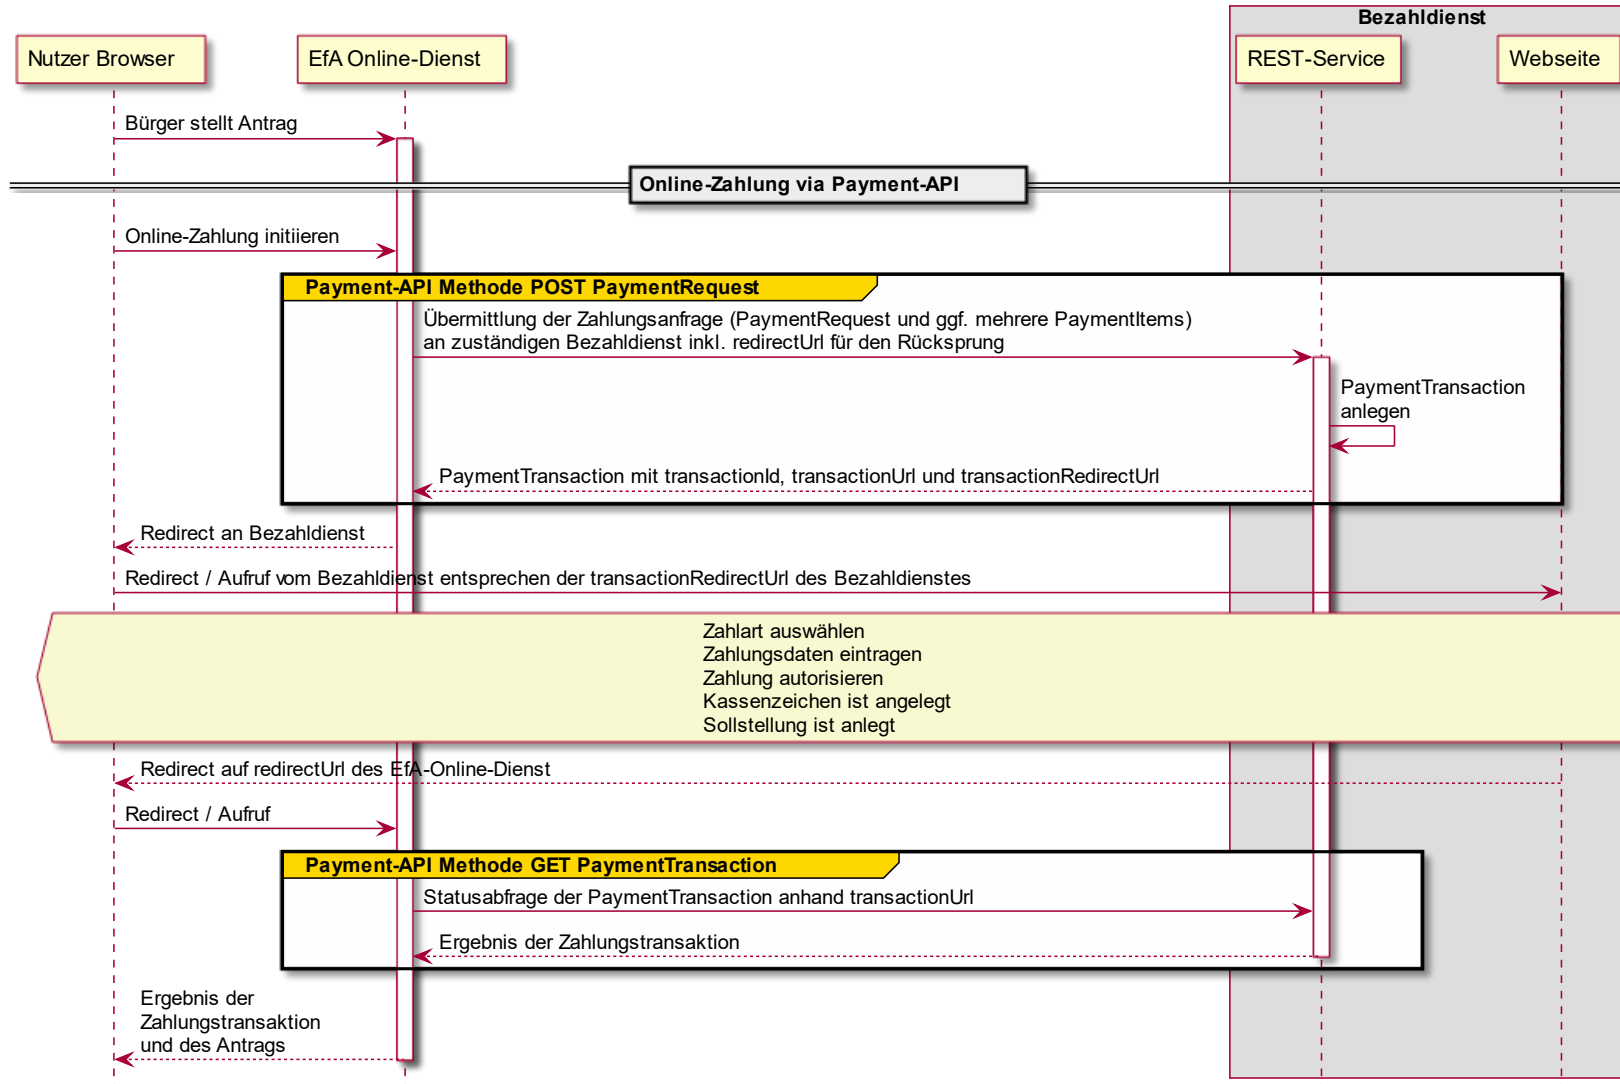 Bezahldienst
Nutzer Browser
EfA Online-Dienst
REST-Service
Webseite
Bürger stellt Antrag
Online-Zahlung via Payment-API
Online-Zahlung initiieren
Payment-API Methode POST PaymentRequest
Übermittlung der Zahlungsanfrage (PaymentRequest und ggf. mehrere PaymentItems)
an zuständigen Bezahldienst inkl. redirectUrl für den Rücksprung
PaymentTransaction
anlegen
PaymentTransaction mit transactionId, transactionUrl und transactionRedirectUrl
Redirect an Bezahldienst
Redirect / Aufruf vom Bezahldienst entsprechen der transactionRedirectUrl des Bezahldienstes
Zahlart auswählen
Zahlungsdaten eintragen
Zahlung autorisieren
Kassenzeichen ist angelegt
Sollstellung ist anlegt
Redirect auf redirectUrl des EfA-Online-Dienst
Redirect / Aufruf
Payment-API Methode GET PaymentTransaction
Statusabfrage der PaymentTransaction anhand transactionUrl
Ergebnis der Zahlungstransaktion
Ergebnis der
Zahlungstransaktion
und des Antrags